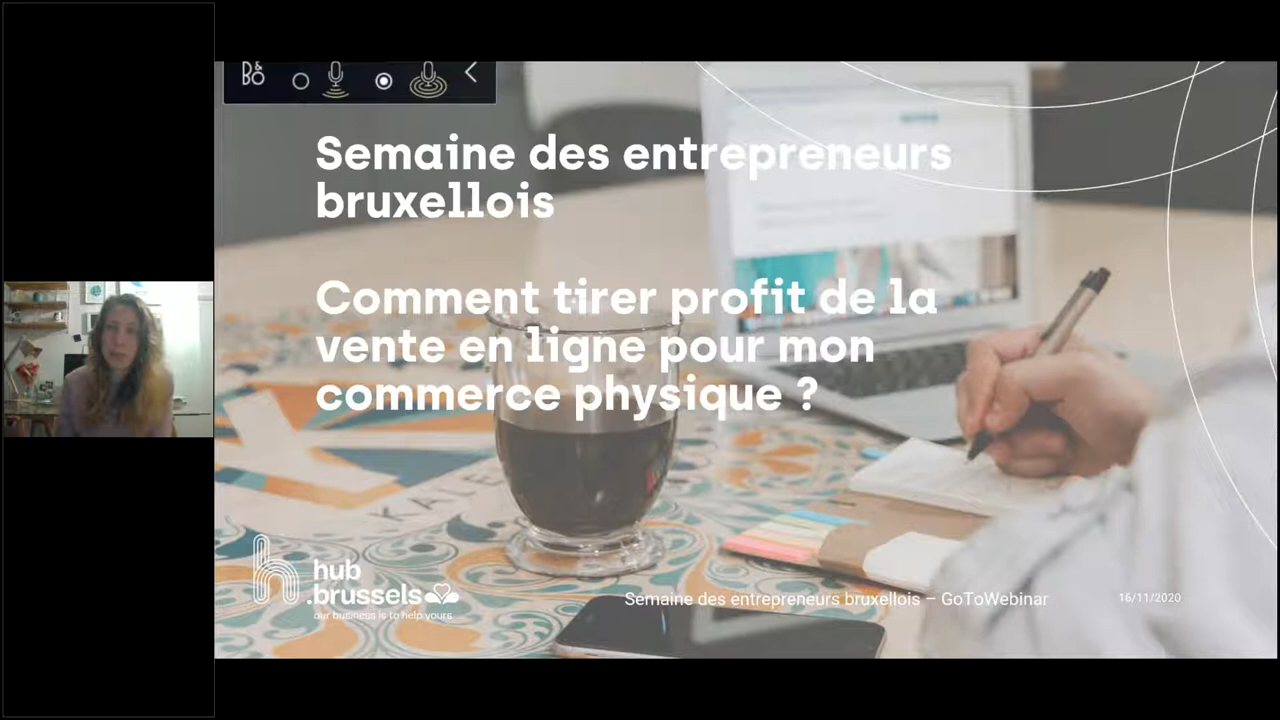 B&O
Semaine des entrepreneurs
bruxellois
Comment tirer profit de la
vente en ligne pour mon
commerce physique ?
KALE
hub
.brussels
our business is to help yours
Semaine des entrepreneurs bruxellois – GoToWebinar
16/11/2020